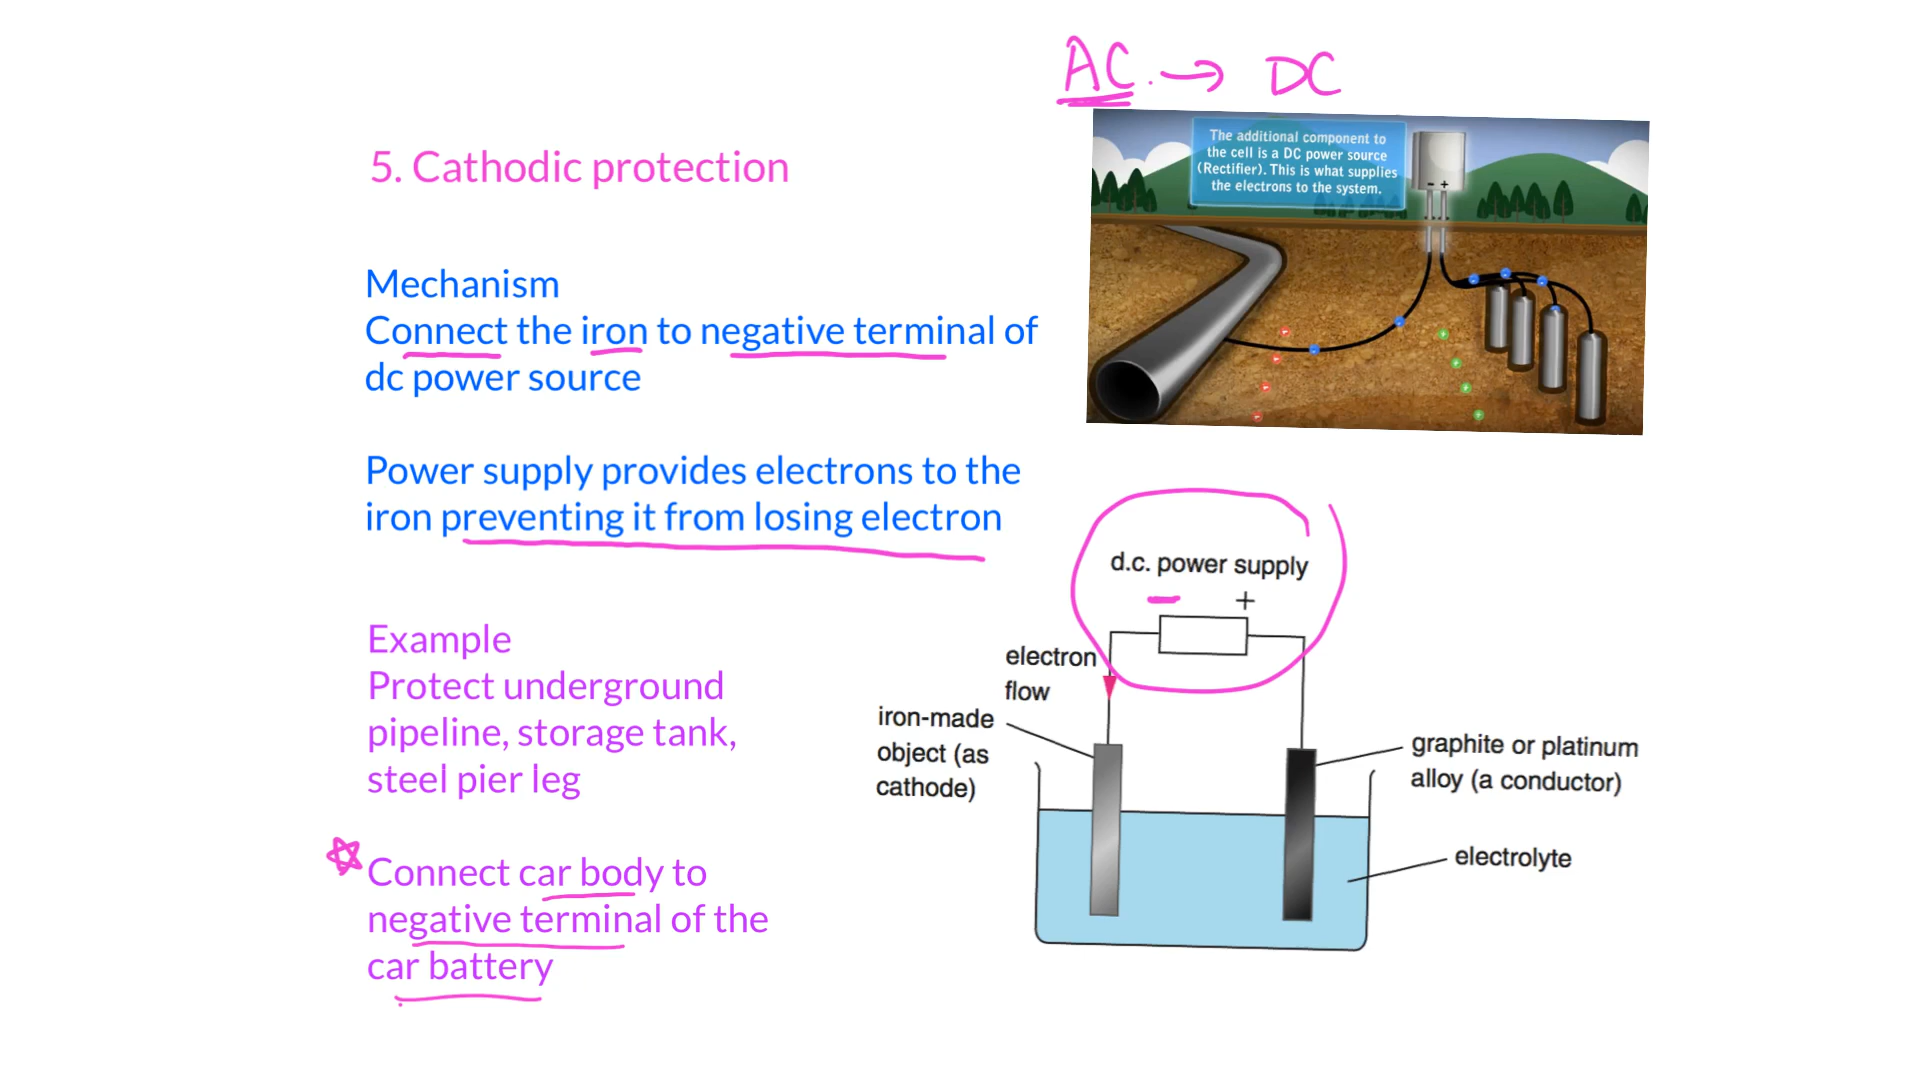 AC. → DC
5. Cathodic protection
The additional component to
the cell is a DC power source
(Rectifier). This is what supplies
the electrons to the system.
- +
Mechanism
Connect the iron to negative terminal of
dc power source
Power supply provides electrons to the
iron preventing it from losing electron
d.c. power supply
- +
electron
flow
iron-made
object (as
cathode)
graphite or platinum
alloy (a conductor)
electrolyte
Example
Protect underground
pipeline, storage tank,
steel pier leg
Connect car body to
negative terminal of the
car battery